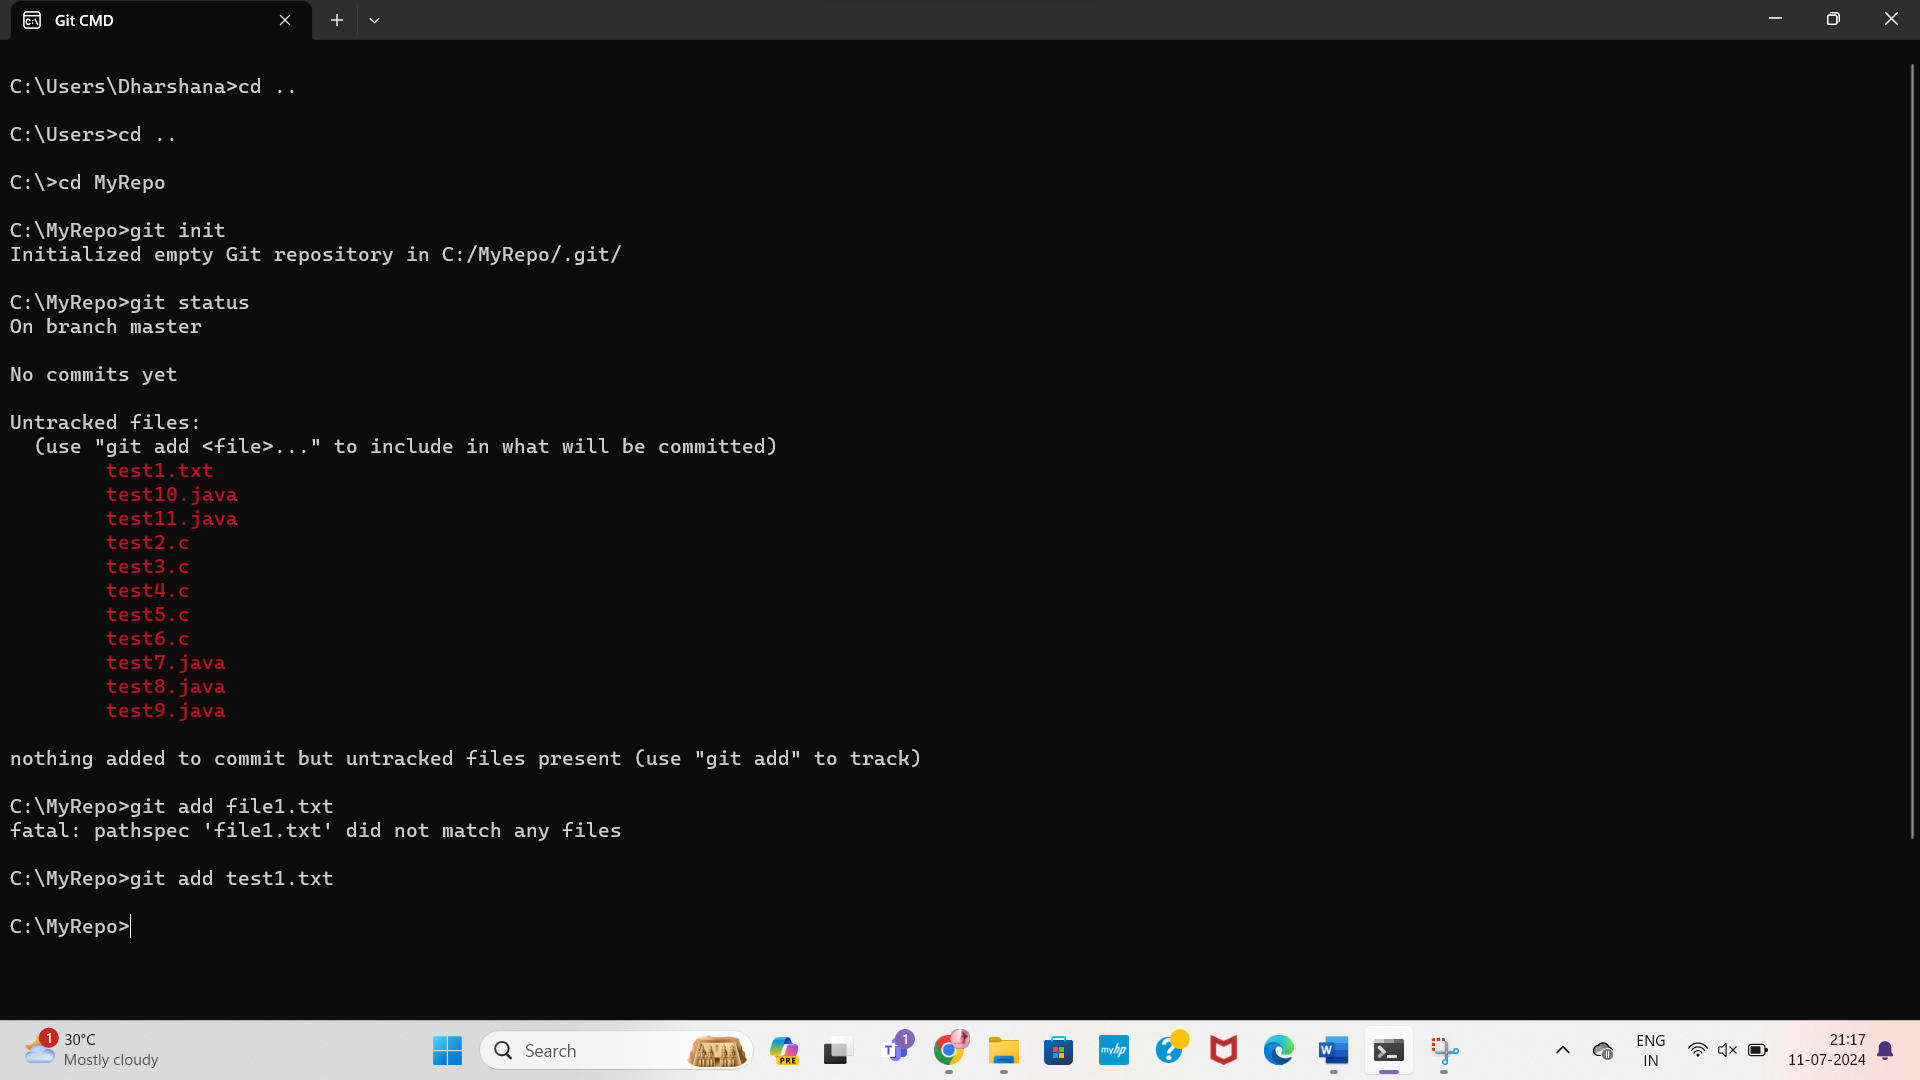 Git CMD
C:\Users\Dharshana>cd ..
C:\Users>cd ..
C:\>cd MyRepo
C:\MyRepo>git init
Initialized empty Git repository in C:/MyRepo/.git/
C:\MyRepo>git status
On branch master
No commits yet
Untracked files:
  (use "git add <file>..." to include in what will be committed)
        test1.txt
        test10.java
        test11.java
        test2.c
        test3.c
        test4.c
        test5.c
        test6.c
        test7.java
        test8.java
        test9.java
nothing added to commit but untracked files present (use "git add" to track)
C:\MyRepo>git add file1.txt
fatal: pathspec 'file1.txt' did not match any files
C:\MyRepo>git add test1.txt
C:\MyRepo>
1
30°C
Mostly cloudy
Search
PRE
1
myhp
ENG
IN
21:17
11-07-2024